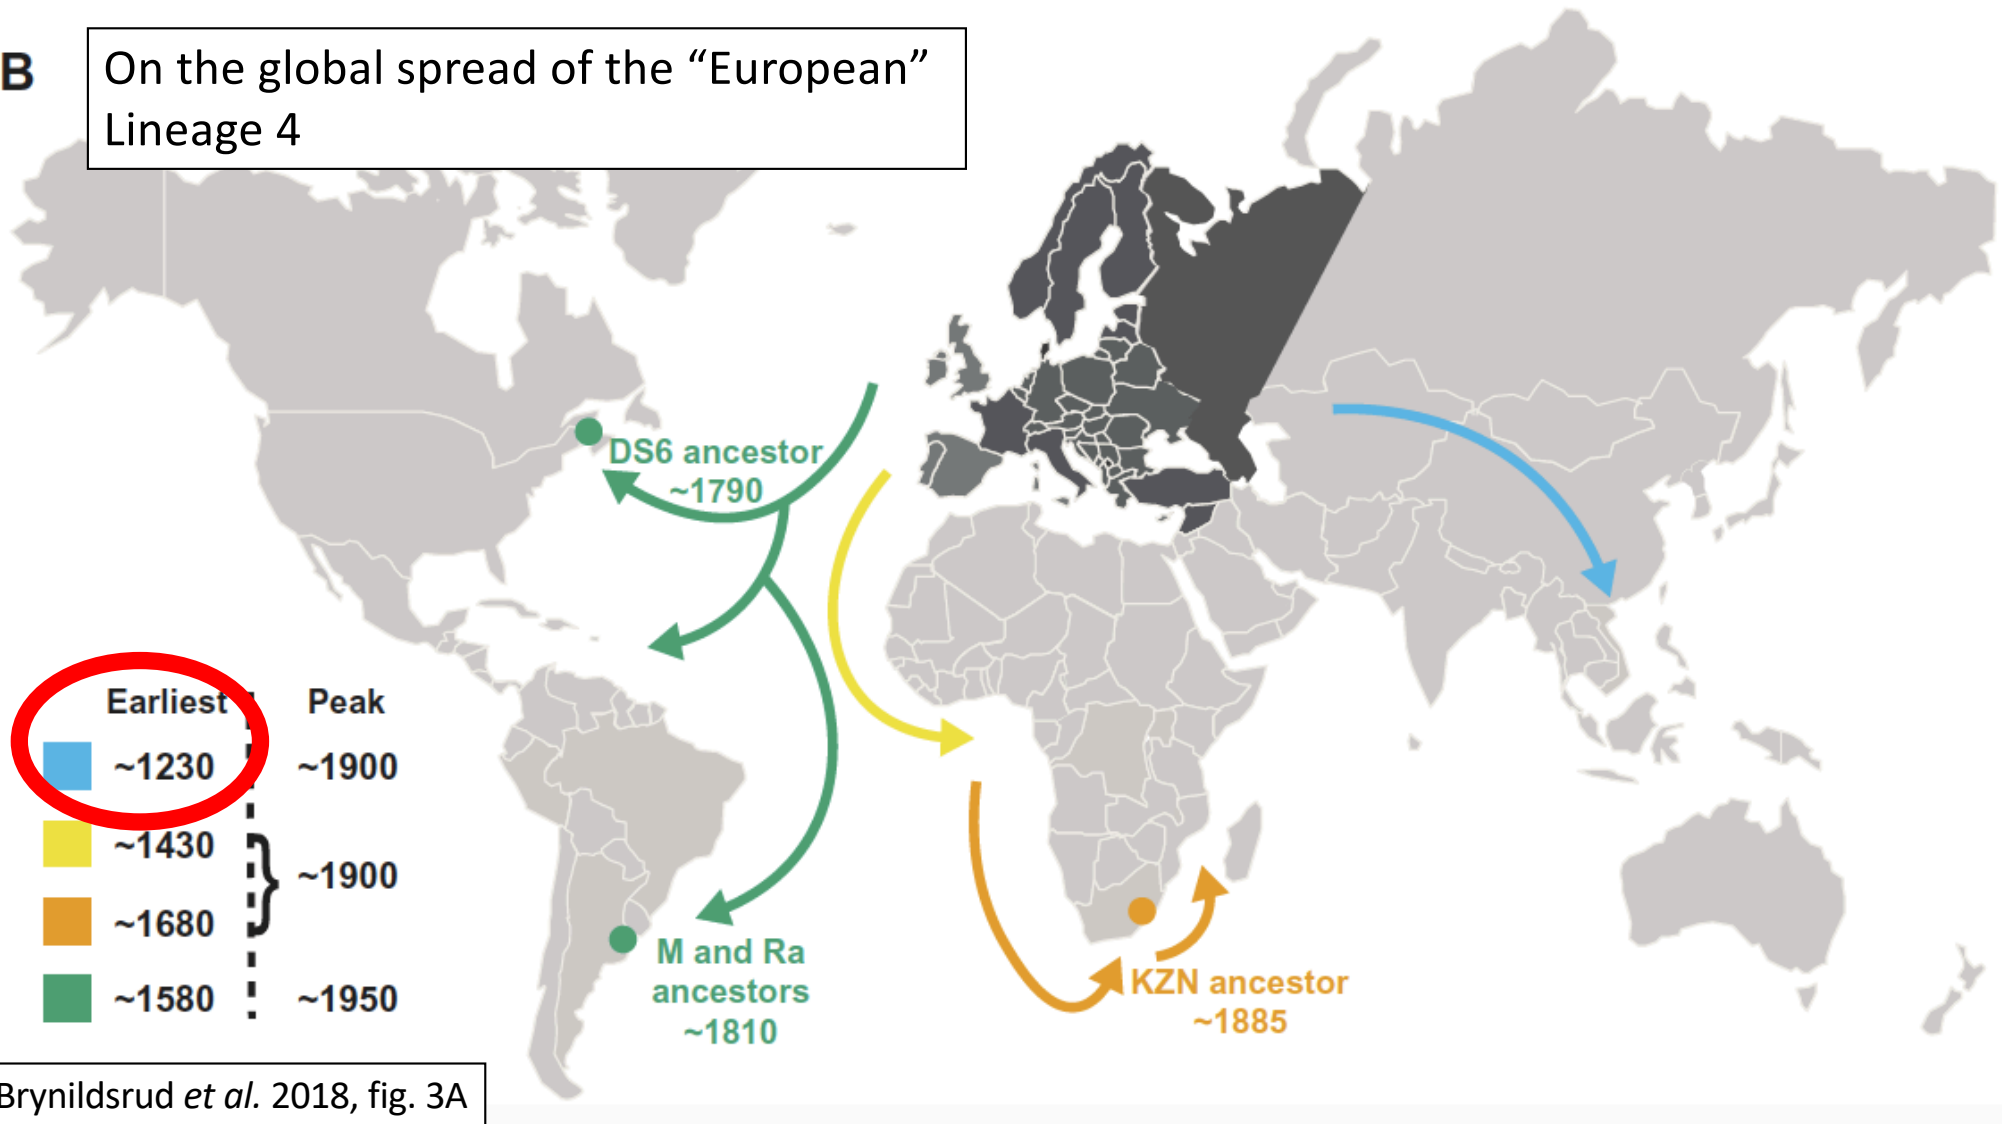 B
On the global spread of the “European”
Lineage 4
DS6 ancestor
~1790
Earliest Peak
~1230 ~1900
~1430
~1900
~1680
~1580 ~1950
M and Ra
ancestors
~1810
KZN ancestor
~1885
Brynildsrud et al. 2018, fig. 3A